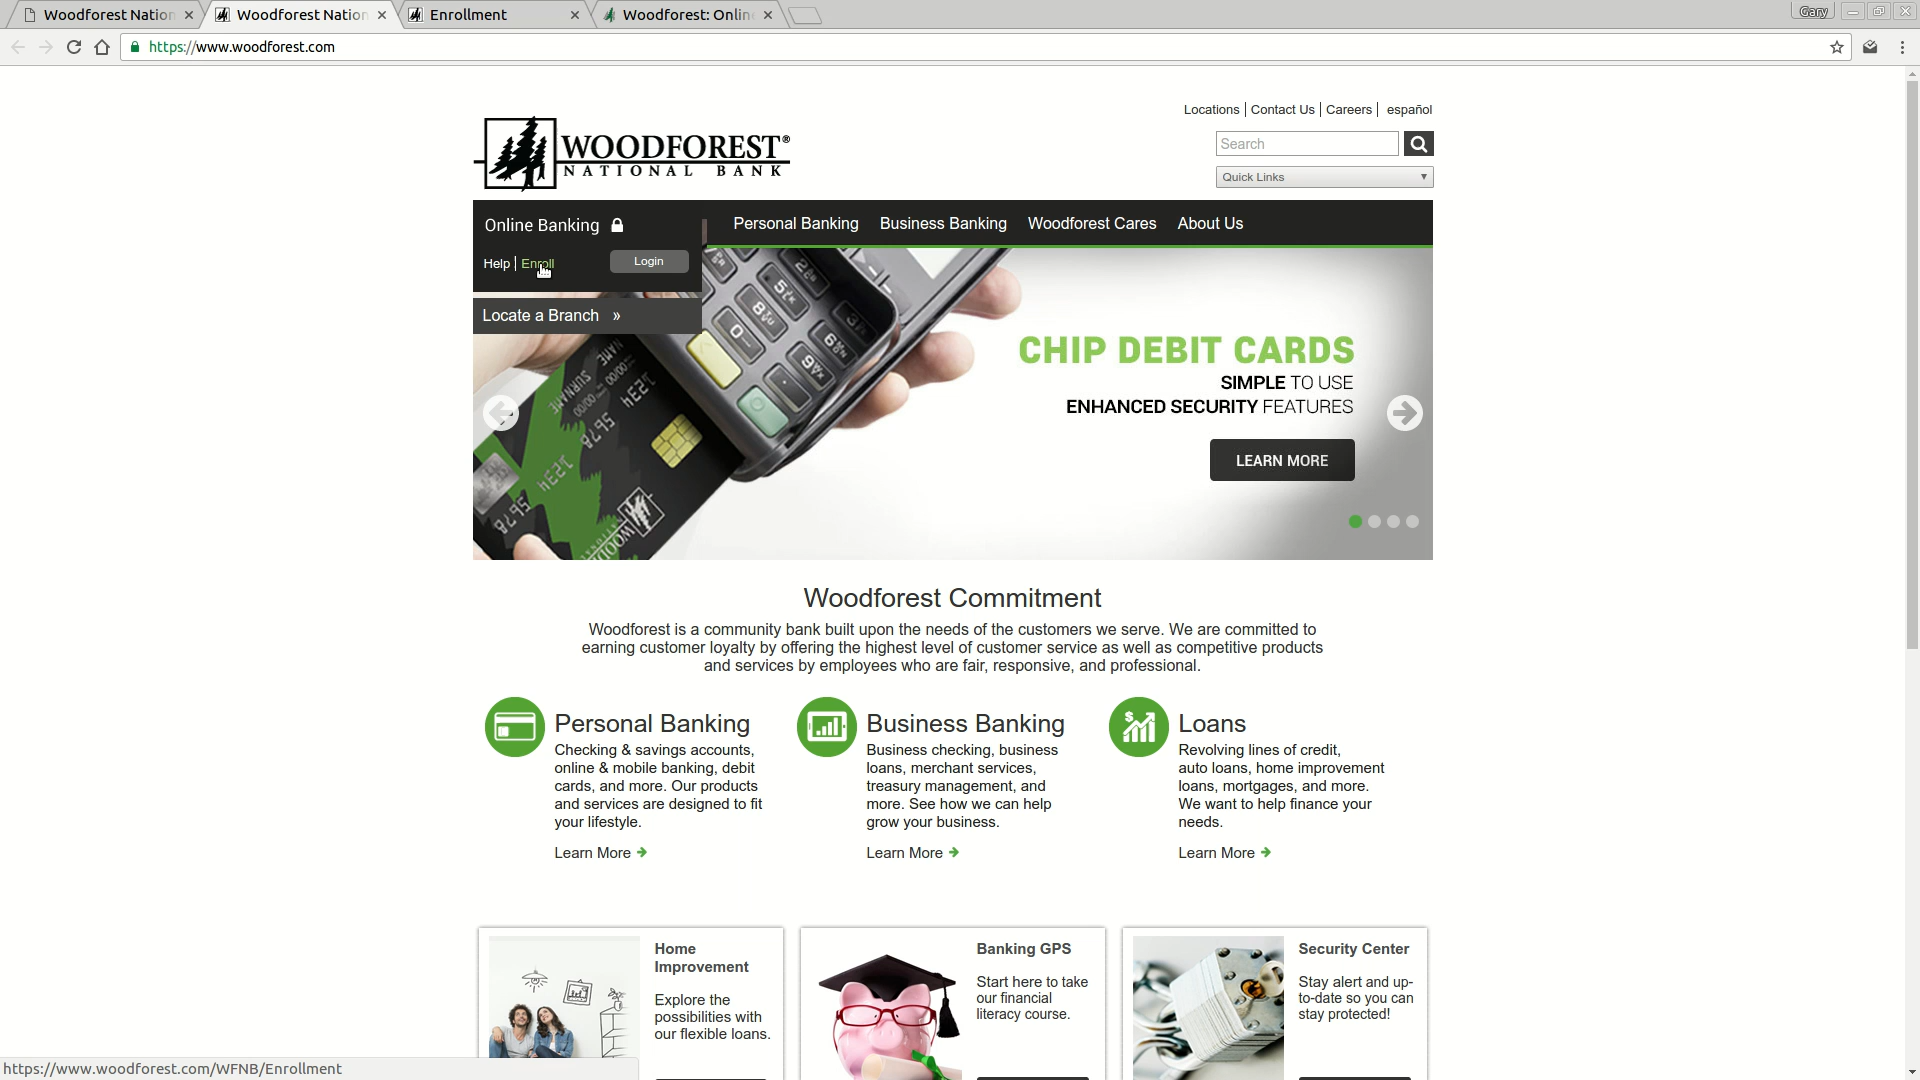 Woodforest Nation
Woodforest Nation
Enrollment
Woodforest: Onlin
Gary
https://www.woodforest.com
Locations
Contact Us
Careers
español
WOODFOREST®
NATIONAL BANK
Search
Quick Links
Online Banking
Personal Banking
Business Banking
Woodforest Cares
About Us
Help
Enroll
Login
Locate a Branch »
CHIP DEBIT CARDS
SIMPLE TO USE
ENHANCED SECURITY FEATURES
LEARN MORE
Woodforest Commitment
Woodforest is a community bank built upon the needs of the customers we serve. We are committed to
earning customer loyalty by offering the highest level of customer service as well as competitive products
and services by employees who are fair, responsive, and professional.
Personal Banking
Checking & savings accounts,
online & mobile banking, debit
cards, and more. Our products
and services are designed to fit
your lifestyle.
Learn More
Business Banking
Business checking, business
loans, merchant services,
treasury management, and
more. See how we can help
grow your business.
Learn More
Loans
Revolving lines of credit,
auto loans, home improvement
loans, mortgages, and more.
We want to help finance your
needs.
Learn More
Home
Improvement
Explore the
possibilities with
our flexible loans.
Banking GPS
Start here to take
our financial
literacy course.
Security Center
Stay alert and up-
to-date so you can
stay protected!
https://www.woodforest.com/WFNB/Enrollment